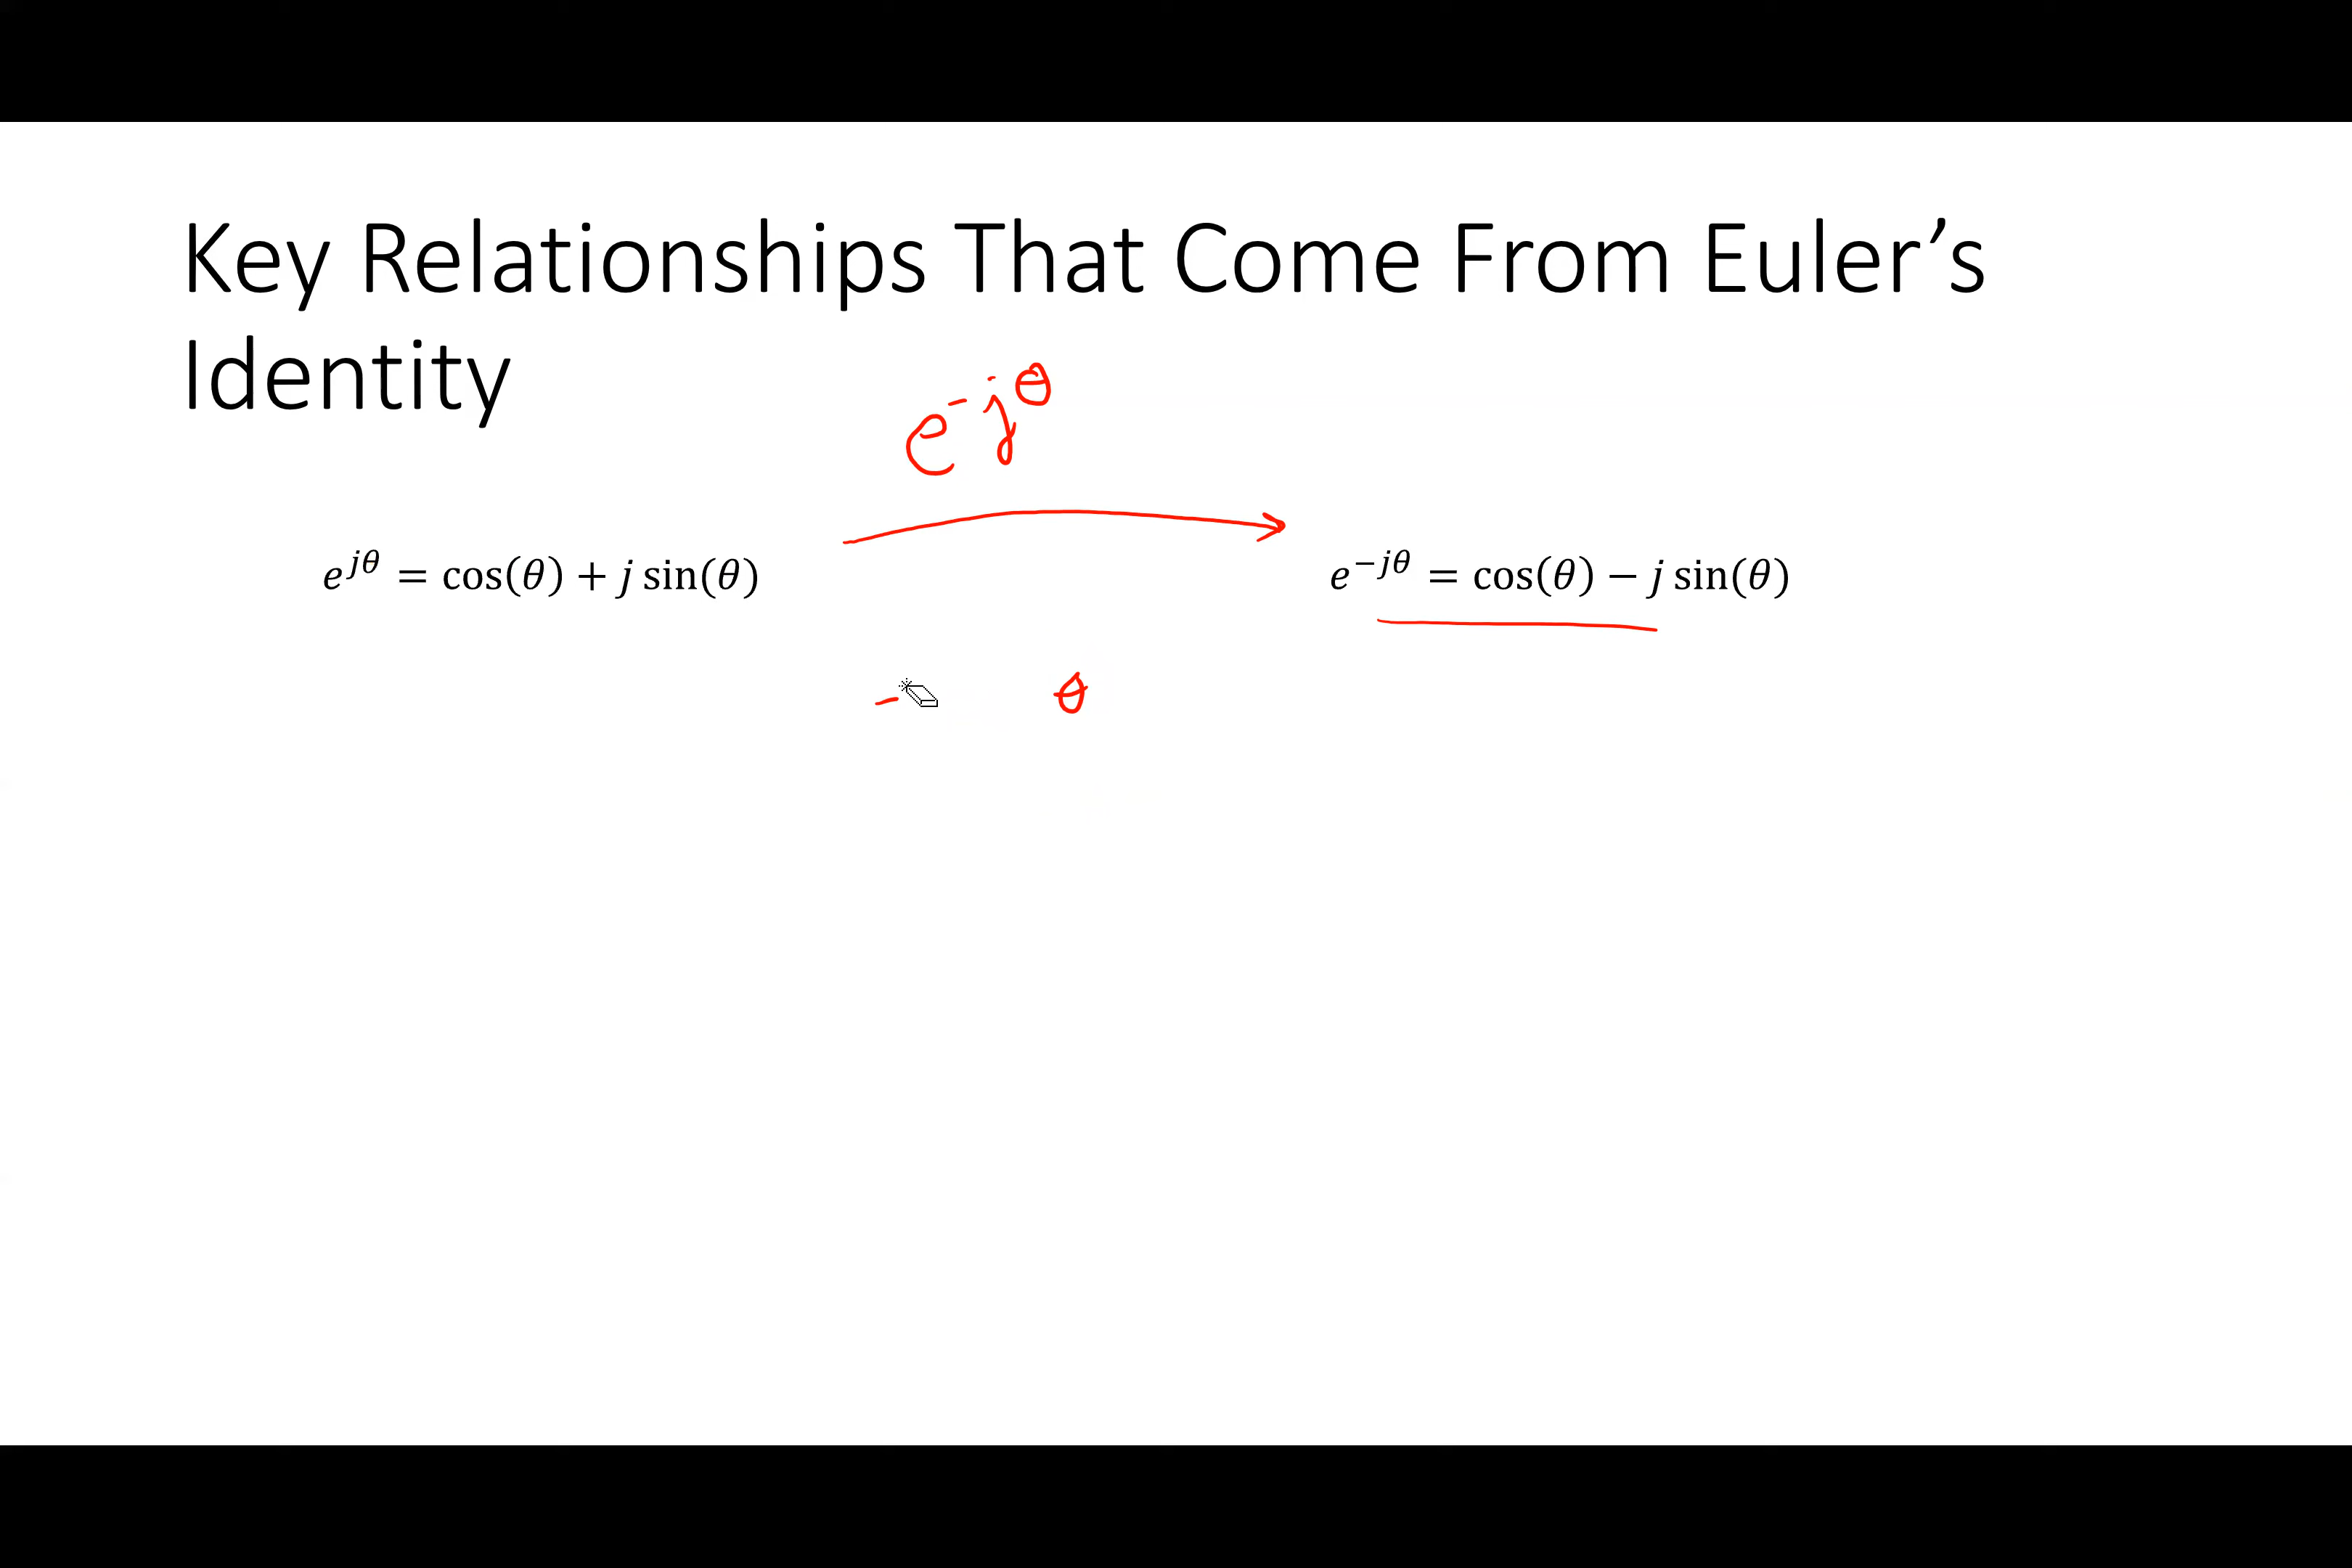 Key Relationships That Come From Euler’s
Identity
e^{-jθ}
e^{jθ} = cos(θ) + j sin(θ)
e^{−jθ} = cos(θ) − j sin(θ)
- θ